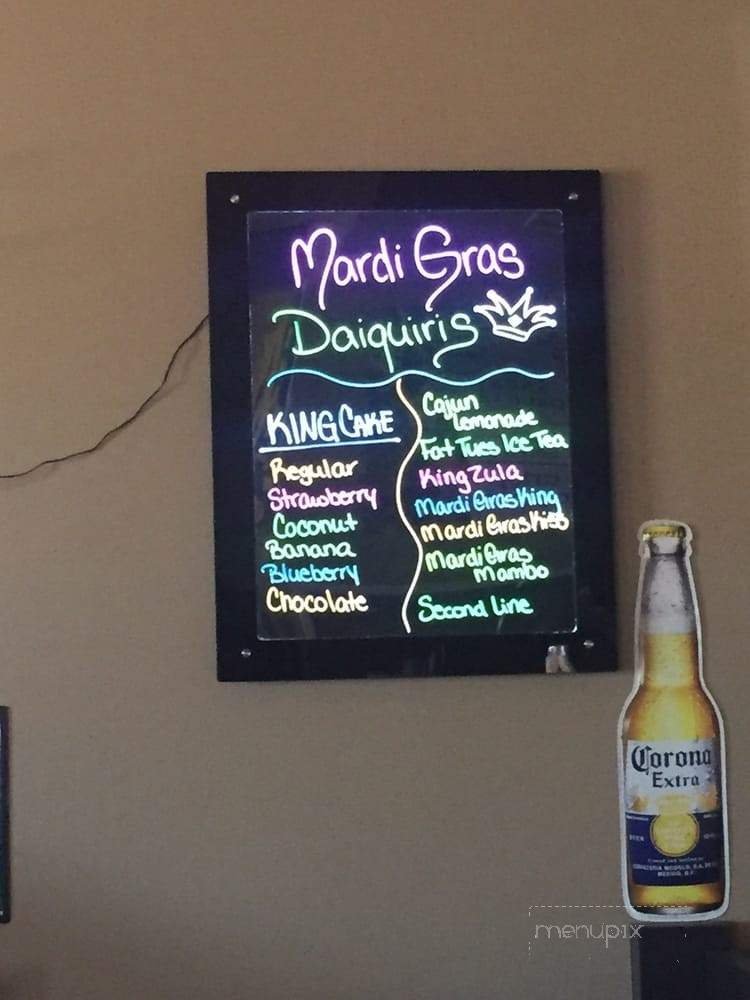 Mardi Gras
Daiquiris
KING CAKE
Regular
Strawberry
Coconut
Banana
Blueberry
Chocolate
Cajun
Lemonade
Fat Tues Ice Tea
King Zula
Mardi Gras King
Mardi Gras Kiss
Mardi Gras
Mambo
Second Line
Corona
Extra
menupix